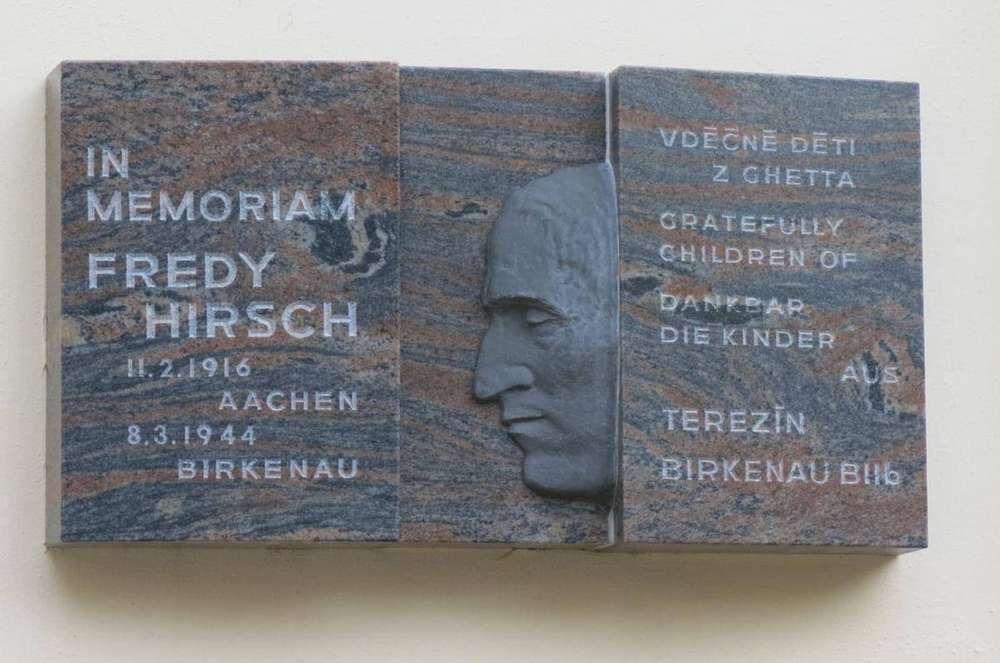 IN
MEMORIAM
FREDY
HIRSCH
11.2.1916
AACHEN
8.3.1944
BIRKENAU
VDĚČNĚ DĚTI
Z GHETTA
GRATEFULLY
CHILDREN OF
DANKBAR
DIE KINDER
AUS
TEREZÍN
BIRKENAU BIIb